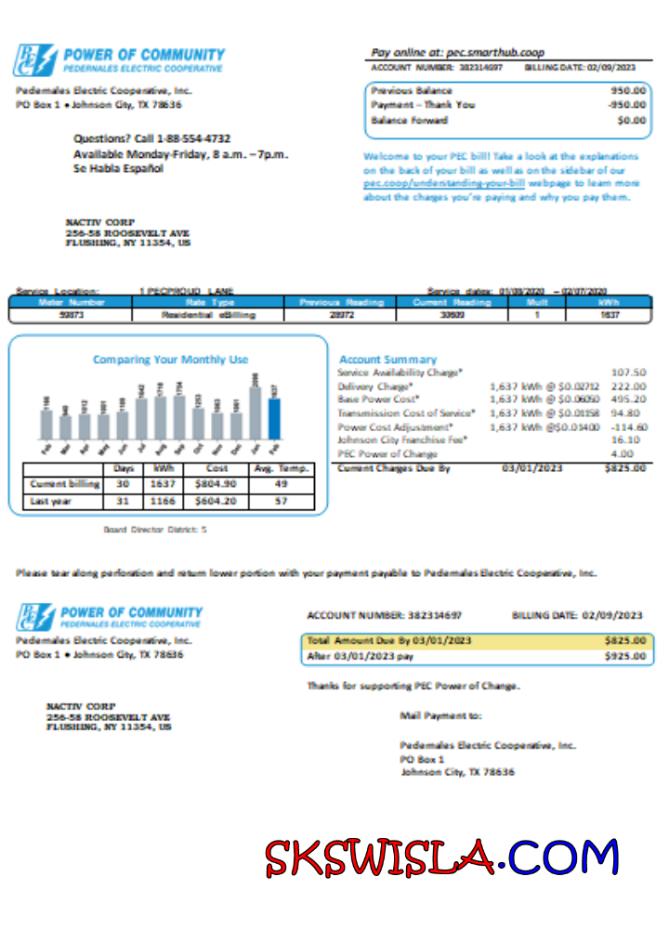 POWER OF COMMUNITY
PEDERNALES ELECTRIC COOPERATIVE
Pay online at: pec.smarthub.coop
ACCOUNT NUMBER: 382314697 BILLING DATE: 02/09/2023
Pedernales Electric Cooperative, Inc.
PO Box 1 • Johnson City, TX 78636
Previous Balance 950.00
Payment – Thank You -950.00
Balance Forward $0.00
Questions? Call 1-88-554-4732
Available Monday-Friday, 8 a.m. – 7p.m.
Se Habla Español
Welcome to your PEC bill! Take a look at the explanations
on the back of your bill as well as on the sidebar of our
pec.coop/understanding-your-bill webpage to learn more
about the charges you're paying and why you pay them.
NACTIV CORP
256-58 ROOSEVELT AVE
FLUSHING, NY 11354, US
Service Location: 1 PECPROUD LANE Service dates: 01/08/2020 – 02/07/2020
Meter Number Rate Type Previous Reading Current Reading Mult kWh
59873 Residential eBilling 28972 30609 1 1637
Comparing Your Monthly Use
1166 940 1012 1001 1109 1642 1718 1754 1253 1063 1061 2098 1637
Feb Mar Apr May Jun Jul Aug Sep Oct Nov Dec Jan Feb
Days kWh Cost Avg. Temp.
Current billing 30 1637 $804.90 49
Last year 31 1166 $604.20 57
Board Director District: 5
Account Summary
Service Availability Charge* 107.50
Delivery Charge* 1,637 kWh @ $0.02712 222.00
Base Power Cost* 1,637 kWh @ $0.06050 495.20
Transmission Cost of Service* 1,637 kWh @ $0.01158 94.80
Power Cost Adjustment* 1,637 kWh @$0.01400 -114.60
Johnson City Franchise Fee* 16.10
PEC Power of Change 4.00
Current Charges Due By 03/01/2023 $825.00
Please tear along perforation and return lower portion with your payment payable to Pedernales Electric Cooperative, Inc.
POWER OF COMMUNITY
PEDERNALES ELECTRIC COOPERATIVE
ACCOUNT NUMBER: 382314697 BILLING DATE: 02/09/2023
Pedernales Electric Cooperative, Inc.
PO Box 1 • Johnson City, TX 78636
Total Amount Due By 03/01/2023 $825.00
After 03/01/2023 pay $925.00
Thanks for supporting PEC Power of Change.
NACTIV CORP
256-58 ROOSEVELT AVE
FLUSHING, NY 11354, US
Mail Payment to:
Pedernales Electric Cooperative, Inc.
PO Box 1
Johnson City, TX 78636
SKSWISLA.COM